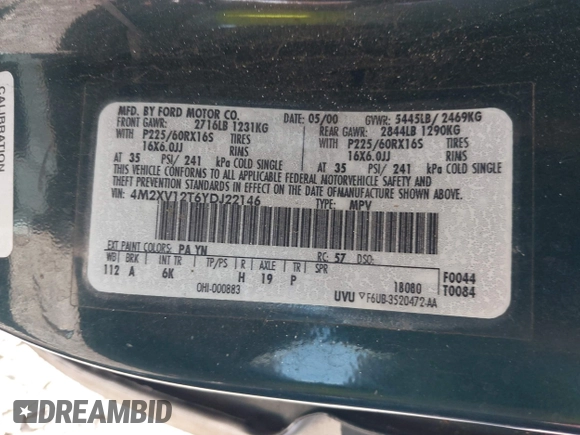 CALIBRATION
MFD. BY FORD MOTOR CO.
DATE: 05/00 GVWR: 5445LB / 2469KG
FRONT GAWR: 2716LB 1231KG REAR GAWR: 2844LB 1290KG
WITH P225/60RX16S TIRES WITH P225/60RX16S TIRES
16X6.0JJ RIMS 16X6.0JJ RIMS
AT 35 PSI/ 241 kPa COLD SINGLE AT 35 PSI/ 241 kPa COLD SINGLE
THIS VEHICLE CONFORMS TO ALL APPLICABLE FEDERAL MOTOR VEHICLE
SAFETY STANDARDS IN EFFECT ON THE DATE OF MANUFACTURE SHOWN ABOVE.
VIN: 4M2XV12T6YDJ22146 TYPE: MPV
EXT PAINT COLORS: PA YN RC: 57 DSO:
WB BRK INT TR TP/PS R AXLE TR SPR
112 A 6K H 19 P 18080
F0044
T0084
OHI-000883
UVU F6UB-3520472-AA
DREAMBID